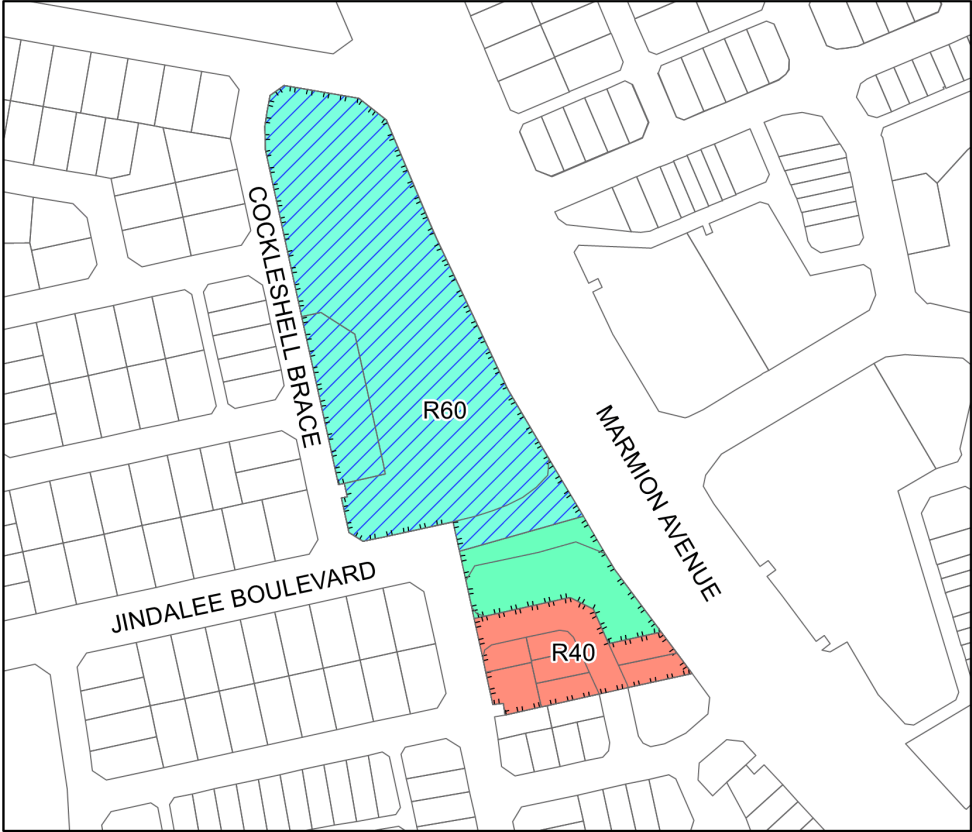 COCKLESHELL BRACE
R60
MARMION AVENUE
JINDALEE BOULEVARD
R40